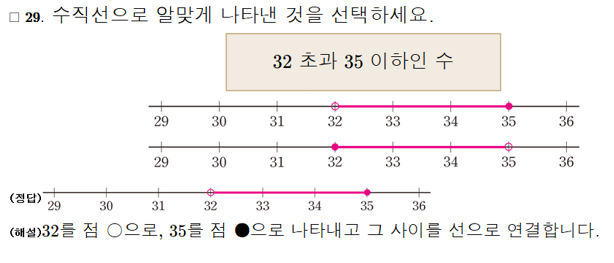 □ 29. 수직선으로 알맞게 나타낸 것을 선택하세요.
32 초과 35 이하인 수
29 30 31 32 33 34 35 36
29 30 31 32 33 34 35 36
(정답) 29 30 31 32 33 34 35 36
(해설)32를 점 ○으로, 35를 점 ●으로 나타내고 그 사이를 선으로 연결합니다.